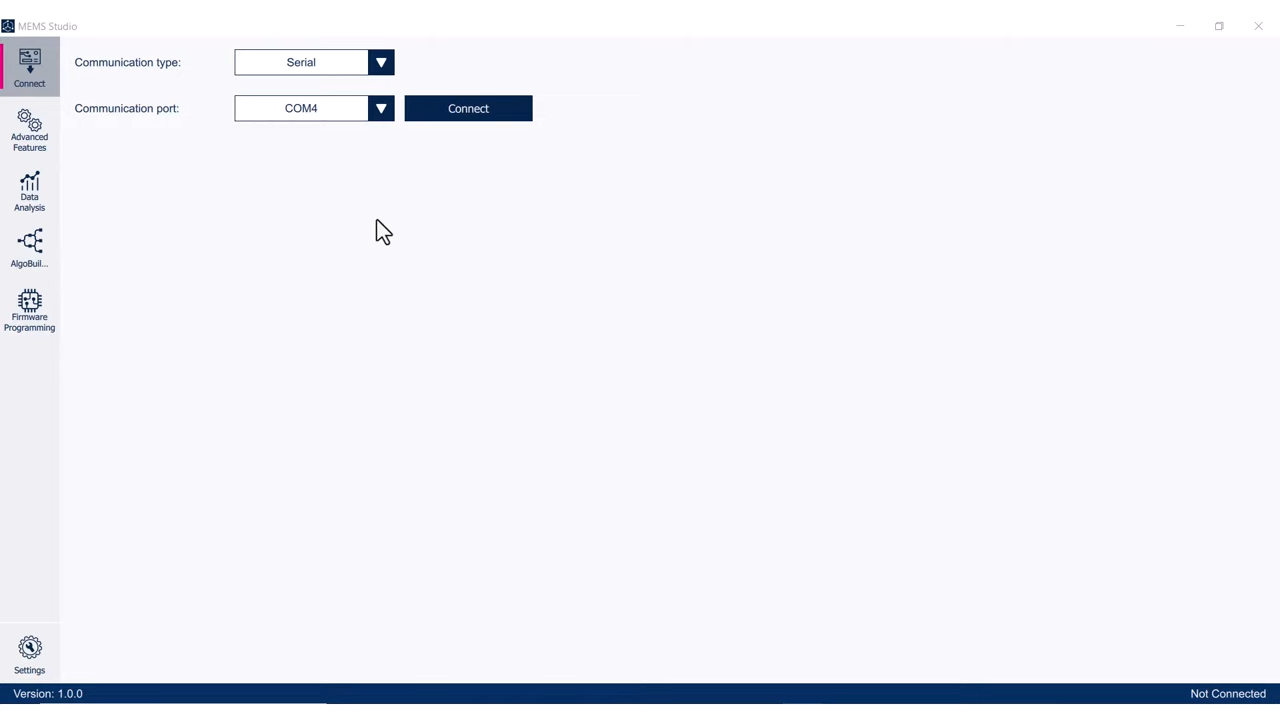 MEMS Studio
Connect
Communication type:
Serial
Communication port:
COM4
Connect
Advanced
Features
Data
Analysis
AlgoBuil...
Firmware
Programming
Settings
Version: 1.0.0
Not Connected